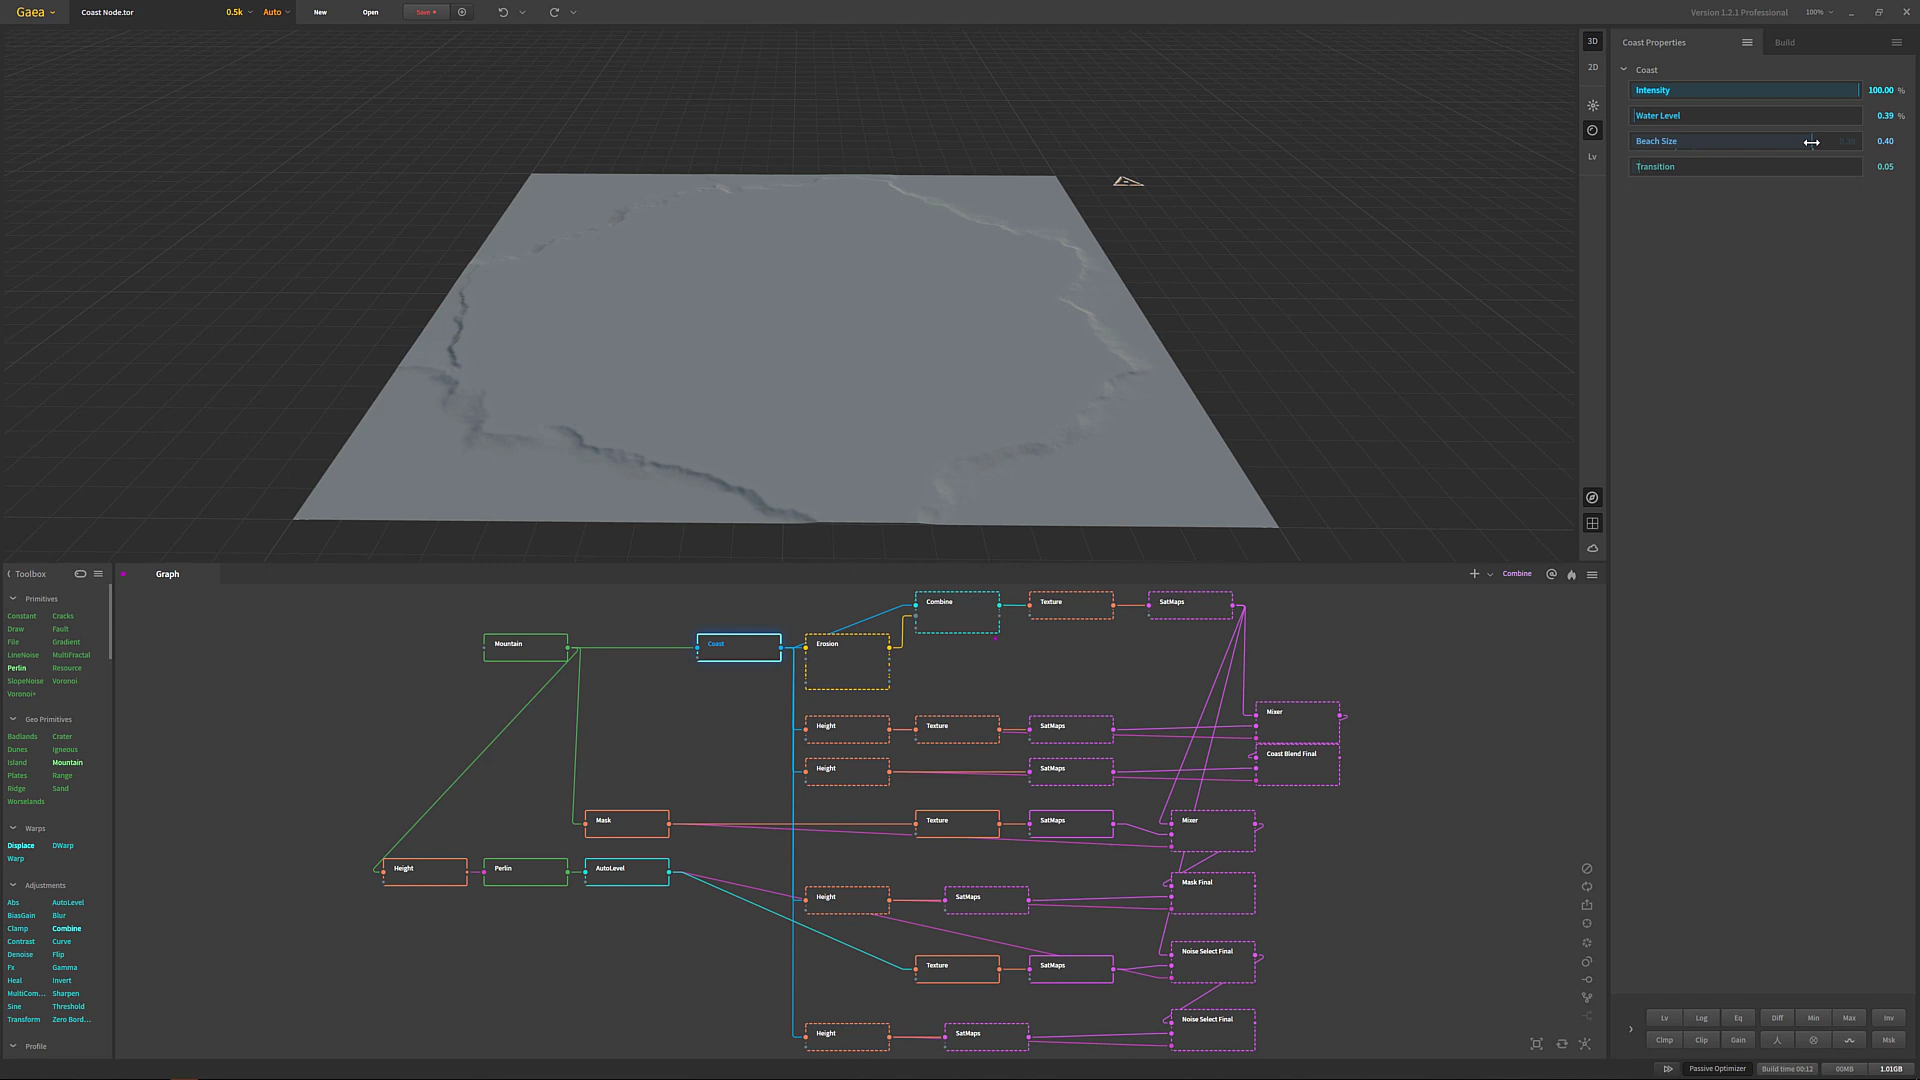 Gaea
Coast Node.tor
0.5k
Auto
New
Open
Save
Version 1.2.1 Professional
100%
3D
2D
Lv
Coast Properties
Build
Coast
Intensity 100.00 %
Water Level 0.39 %
Beach Size 0.40
Transition 0.05
Toolbox
Graph
Combine
Primitives
Constant Cracks
Draw Fault
File Gradient
LineNoise MultiFractal
Perlin Resource
SlopeNoise Voronoi
Voronoi+
Geo Primitives
Badlands Crater
Dunes Igneous
Island Mountain
Plates Range
Ridge Sand
Worselands
Warps
Displace DWarp
Warp
Adjustments
Abs AutoLevel
BiasGain Blur
Clamp Combine
Contrast Curve
Denoise Flip
Fx Gamma
Heal Invert
MultiCom... Sharpen
Sine Threshold
Transform Zero Bord...
Profile
Combine
Texture
SatMaps
Mountain
Coast
Erosion
Mixer
Height
Texture
SatMaps
Coast Blend Final
Height
SatMaps
Mask
Texture
SatMaps
Mixer
Height
Perlin
AutoLevel
Mask Final
Height
SatMaps
Noise Select Final
Texture
SatMaps
Noise Select Final
Height
SatMaps
Lv Log Eq Diff Min Max Inv
Clmp Clip Gain Msk
Passive Optimizer
Build time 00:12
00MB
1.01GB